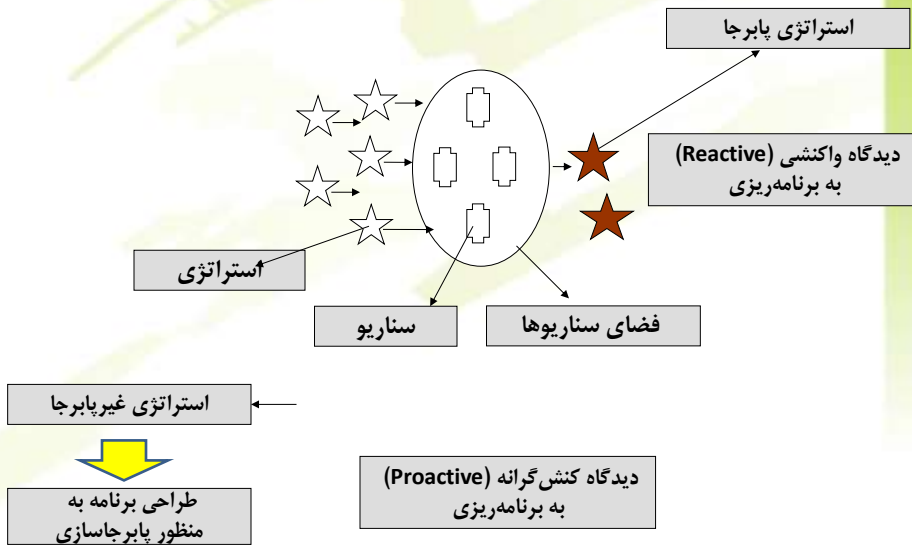 استراتژی پابرجا
دیدگاه واکنشی (Reactive)
به برنامه‌ریزی
استراتژی
سناریو
فضای سناریوها
استراتژی غیرپابرجا
دیدگاه کنش‌گرانه (Proactive)
به برنامه‌ریزی
طراحی برنامه به
منظور پابرجاسازی